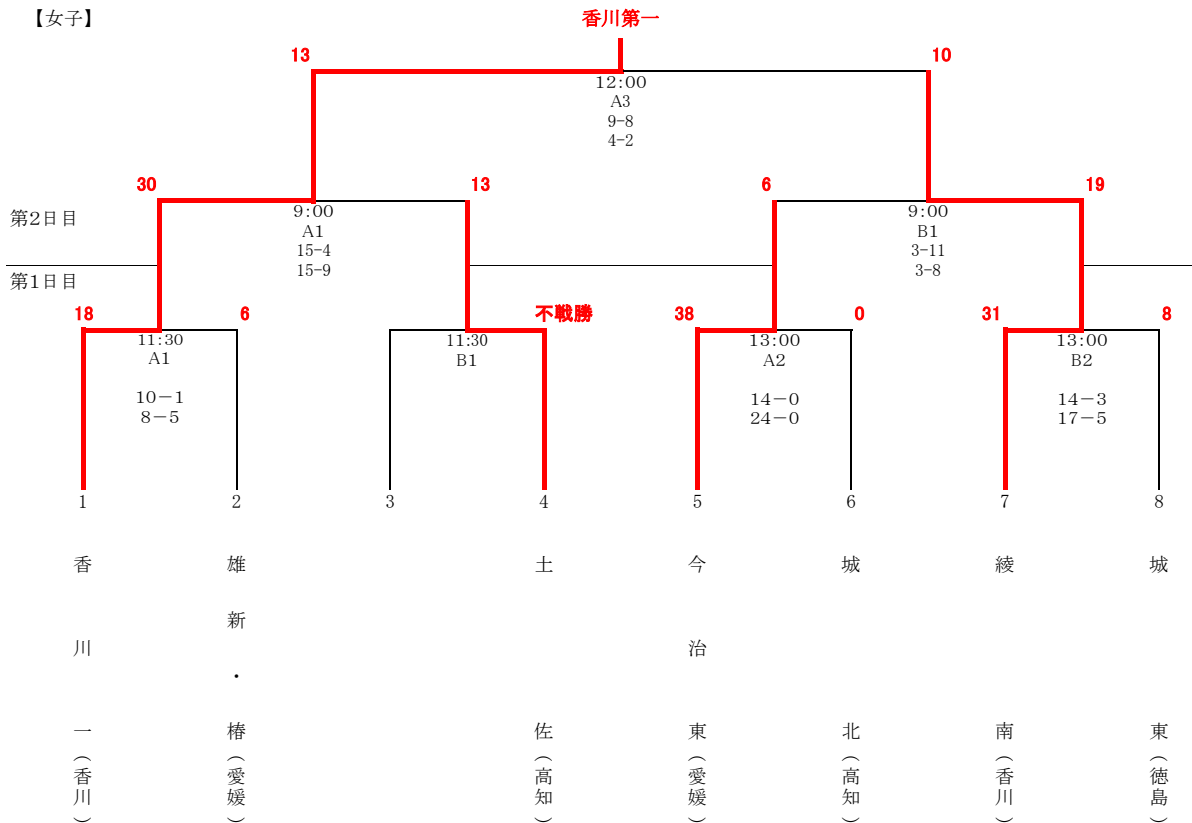 【女子】
香川第一
13
10
12:00
A3
9-8
4-2
30
13
6
19
第2日目
9:00
A1
15-4
15-9
9:00
B1
3-11
3-8
第1日目
18
6
不戦勝
38
0
31
8
11:30
A1
10－1
8－5
11:30
B1
13:00
A2
14－0
24－0
13:00
B2
14－3
17－5
1
2
3
4
5
6
7
8
香川一（香川）
雄新・椿（愛媛）
土佐（高知）
今治東（愛媛）
城北（高知）
綾南（香川）
城東（徳島）